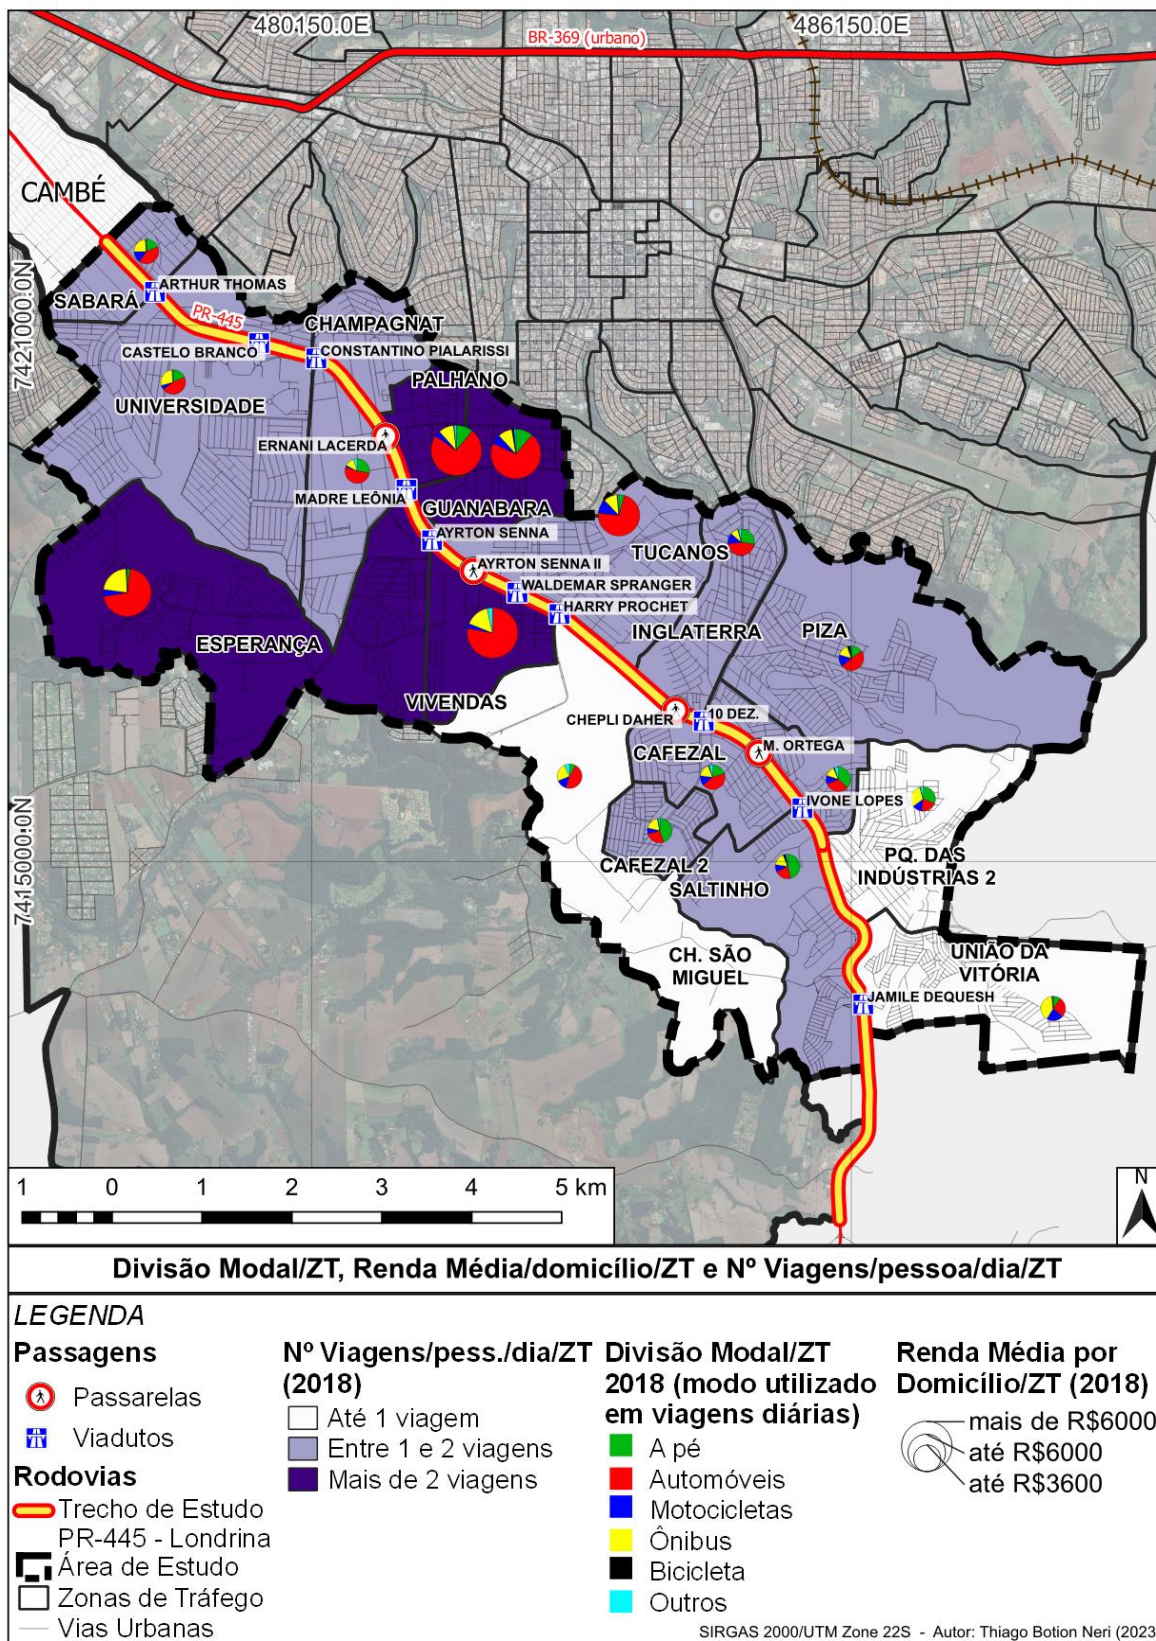 480150.0E
486150.0E
BR-369 (urbano)
CAMBÉ
7421000.0N
ARTHUR THOMAS
SABARÁ
PR-445
CHAMPAGNAT
CASTELO BRANCO
CONSTANTINO PIALARISSI
PALHANO
UNIVERSIDADE
ERNANI LACERDA
MADRE LEÔNIA
GUANABARA
AYRTON SENNA
TUCANOS
AYRTON SENNA II
WALDEMAR SPRANGER
HARRY PROCHET
ESPERANÇA
INGLATERRA
PIZA
VIVENDAS
CHEPLI DAHER
10 DEZ.
CAFEZAL
M. ORTEGA
IVONE LOPES
7415000.0N
CAFEZAL 2
SALTINHO
PQ. DAS
INDÚSTRIAS 2
CH. SÃO
MIGUEL
UNIÃO DA
VITÓRIA
JAMILE DEQUESH
1 0 1 2 3 4 5 km
N
Divisão Modal/ZT, Renda Média/domicílio/ZT e Nº Viagens/pessoa/dia/ZT
LEGENDA
Passagens
Passarelas
Viadutos
Rodovias
Trecho de Estudo
PR-445 - Londrina
Área de Estudo
Zonas de Tráfego
Vias Urbanas
Nº Viagens/pess./dia/ZT
(2018)
Até 1 viagem
Entre 1 e 2 viagens
Mais de 2 viagens
Divisão Modal/ZT
2018 (modo utilizado
em viagens diárias)
A pé
Automóveis
Motocicletas
Ônibus
Bicicleta
Outros
Renda Média por
Domicílio/ZT (2018)
mais de R$6000
até R$6000
até R$3600
SIRGAS 2000/UTM Zone 22S - Autor: Thiago Botion Neri (2023